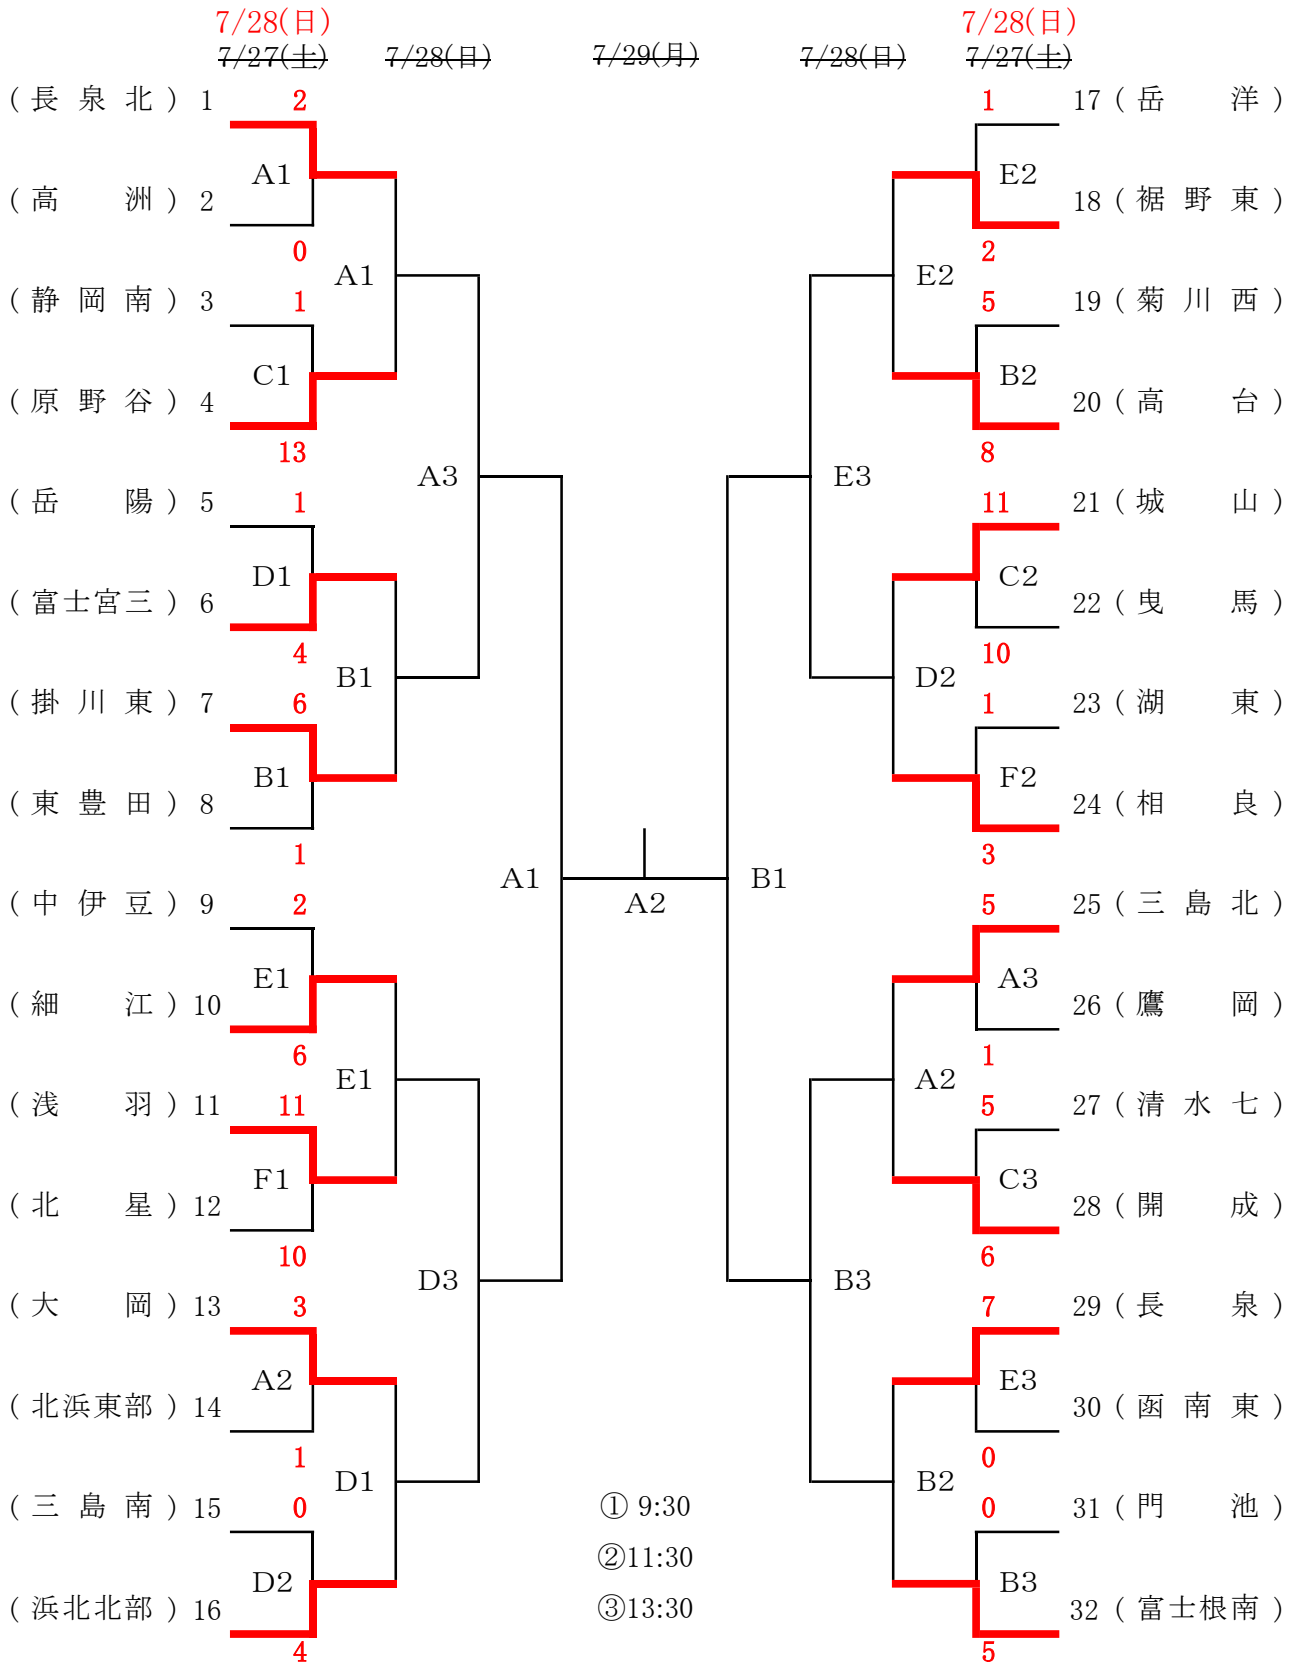 7/28(日) 7/28(日)
7/27(土) 7/28(日) 7/29(月) 7/28(日) 7/27(土)
(長泉北) 1 2 1 17 (岳洋)
A1 E2
(高洲) 2 18 (裾野東)
0 2
A1 E2
(静岡南) 3 1 5 19 (菊川西)
C1 B2
(原野谷) 4 20 (高台)
13 8
A3 E3
(岳陽) 5 1 11 21 (城山)
D1 C2
(富士宮三) 6 22 (曳馬)
4 10
B1 D2
(掛川東) 7 6 1 23 (湖東)
B1 F2
(東豊田) 8 24 (相良)
1 3
A1 B1
A2
(中伊豆) 9 2 5 25 (三島北)
E1 A3
(細江) 10 26 (鷹岡)
6 1
E1 A2
(浅羽) 11 11 5 27 (清水七)
F1 C3
(北星) 12 28 (開成)
10 6
D3 B3
(大岡) 13 3 7 29 (長泉)
A2 E3
(北浜東部) 14 30 (函南東)
1 0
D1 B2
(三島南) 15 0 ① 9:30 0 31 (門池)
②11:30
D2 B3
(浜北北部) 16 ③13:30 32 (富士根南)
4 5